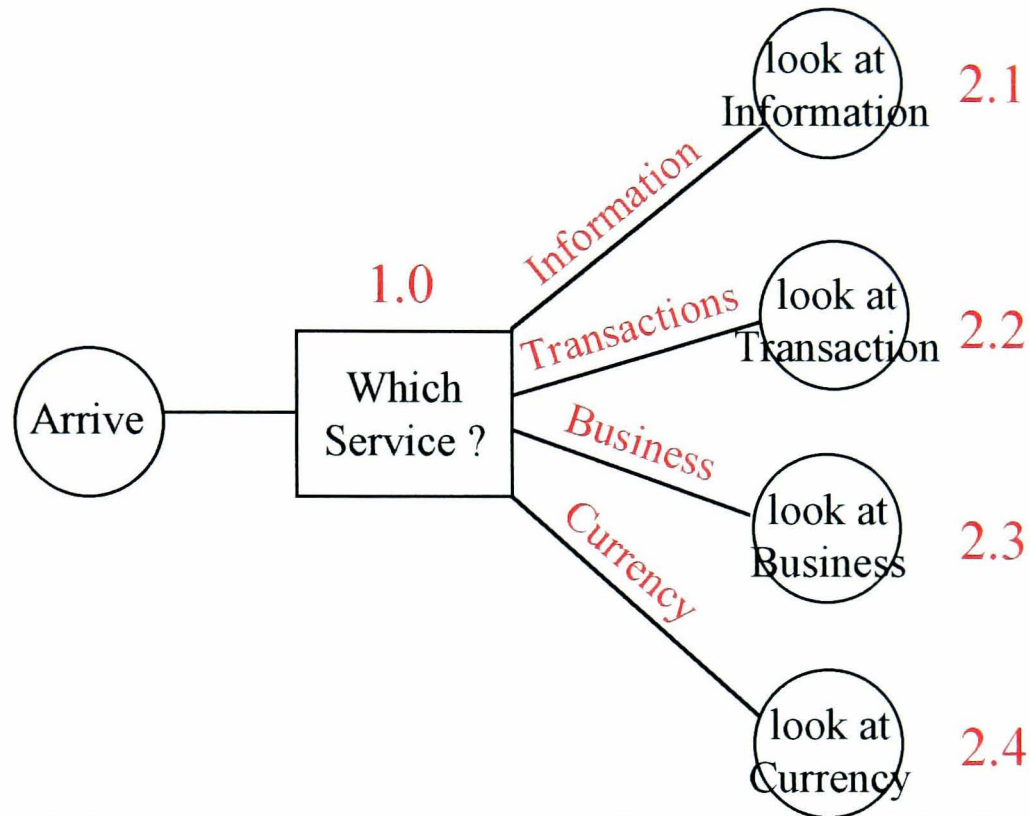 look at
Information
2.1
Information
1.0
Transactions
look at
Transaction
2.2
Arrive
Which
Service ?
Business
look at
Business
2.3
Currency
look at
Currency
2.4